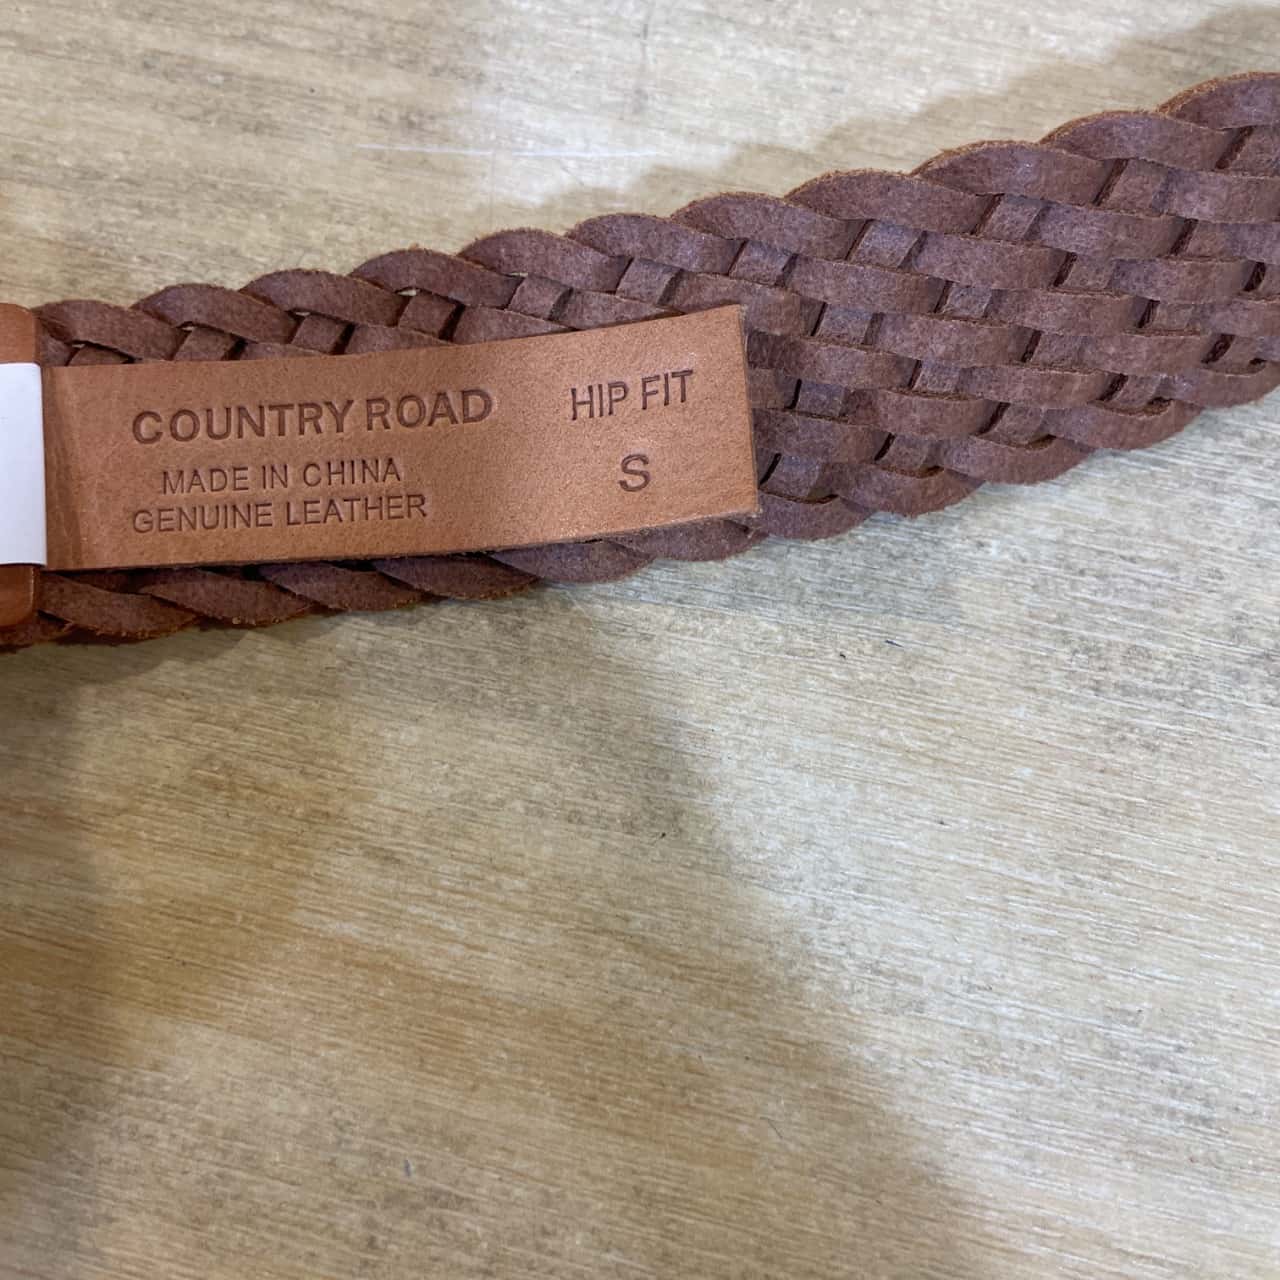 COUNTRY ROAD
MADE IN CHINA
GENUINE LEATHER
HIP FIT
S